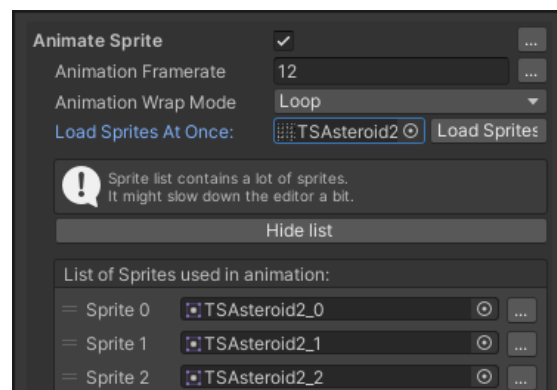 Animate Sprite ...
Animation Framerate 12 ...
Animation Wrap Mode Loop
Load Sprites At Once: TSAsteroid2 Load Sprites
Sprite list contains a lot of sprites.
It might slow down the editor a bit.
Hide list
List of Sprites used in animation:
Sprite 0 TSAsteroid2_0 ...
Sprite 1 TSAsteroid2_1 ...
Sprite 2 TSAsteroid2_2 ...